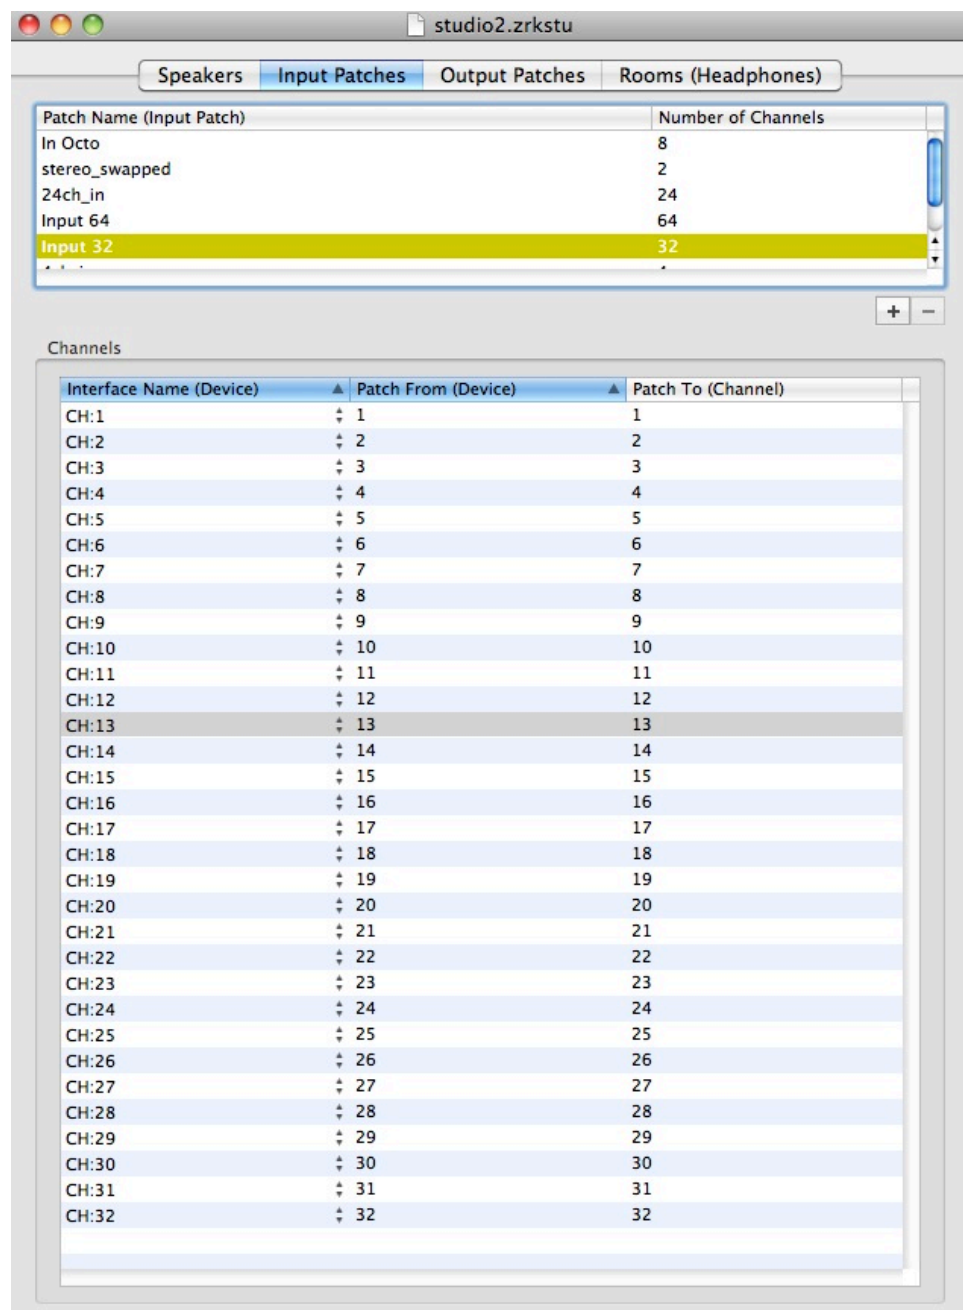 studio2.zrkstu
Speakers Input Patches Output Patches Rooms (Headphones)
Patch Name (Input Patch) Number of Channels
In Octo 8
stereo_swapped 2
24ch_in 24
Input 64 64
Input 32 32
+ −
Channels
Interface Name (Device) Patch From (Device) Patch To (Channel)
CH:1 1 1
CH:2 2 2
CH:3 3 3
CH:4 4 4
CH:5 5 5
CH:6 6 6
CH:7 7 7
CH:8 8 8
CH:9 9 9
CH:10 10 10
CH:11 11 11
CH:12 12 12
CH:13 13 13
CH:14 14 14
CH:15 15 15
CH:16 16 16
CH:17 17 17
CH:18 18 18
CH:19 19 19
CH:20 20 20
CH:21 21 21
CH:22 22 22
CH:23 23 23
CH:24 24 24
CH:25 25 25
CH:26 26 26
CH:27 27 27
CH:28 28 28
CH:29 29 29
CH:30 30 30
CH:31 31 31
CH:32 32 32